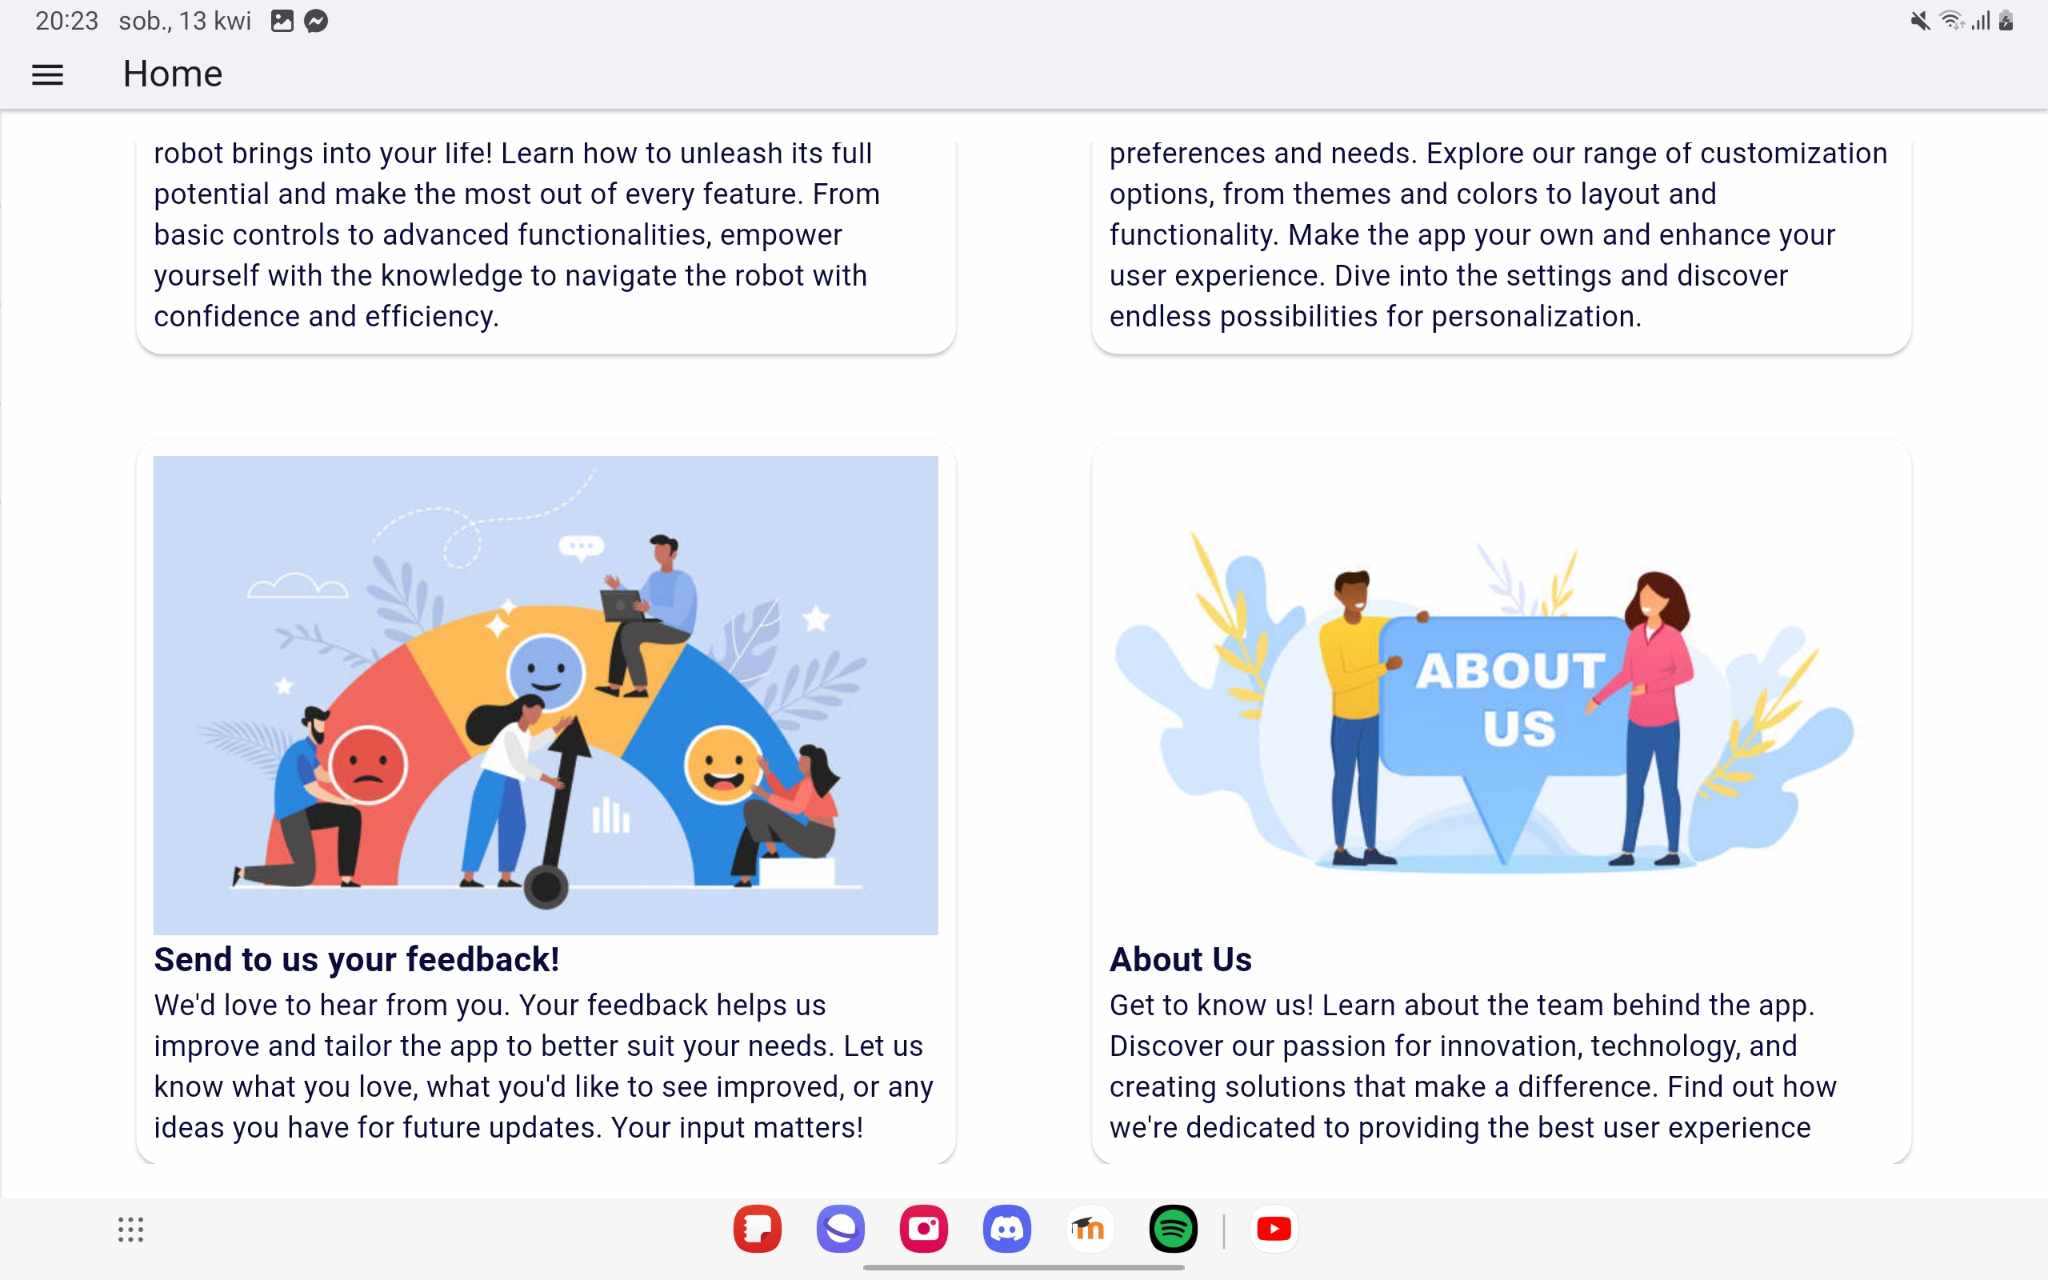 20:23 sob., 13 kwi
Home
robot brings into your life! Learn how to unleash its full
potential and make the most out of every feature. From
basic controls to advanced functionalities, empower
yourself with the knowledge to navigate the robot with
confidence and efficiency.
preferences and needs. Explore our range of customization
options, from themes and colors to layout and
functionality. Make the app your own and enhance your
user experience. Dive into the settings and discover
endless possibilities for personalization.
Send to us your feedback!
We'd love to hear from you. Your feedback helps us
improve and tailor the app to better suit your needs. Let us
know what you love, what you'd like to see improved, or any
ideas you have for future updates. Your input matters!
ABOUT
US
About Us
Get to know us! Learn about the team behind the app.
Discover our passion for innovation, technology, and
creating solutions that make a difference. Find out how
we're dedicated to providing the best user experience
m